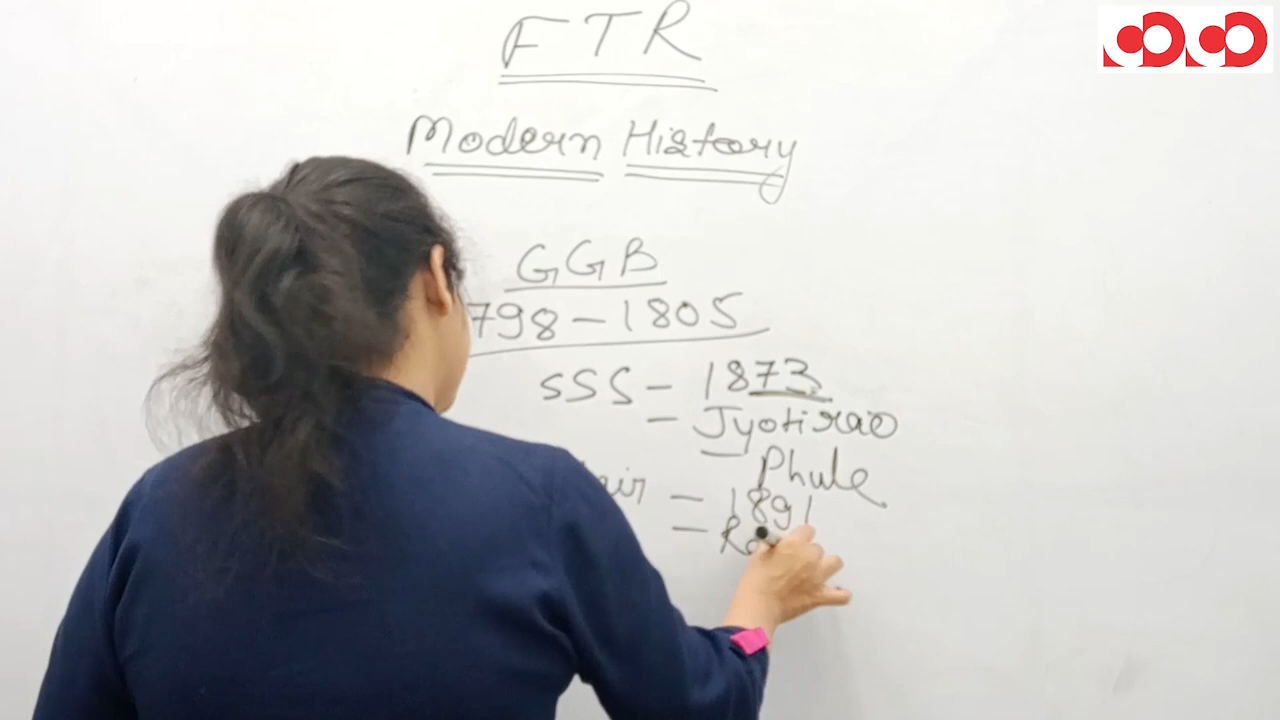 FTR
Modern History
GGB
798 – 1805
SSS – 1873
– Jyotirao
Phule
– 1891